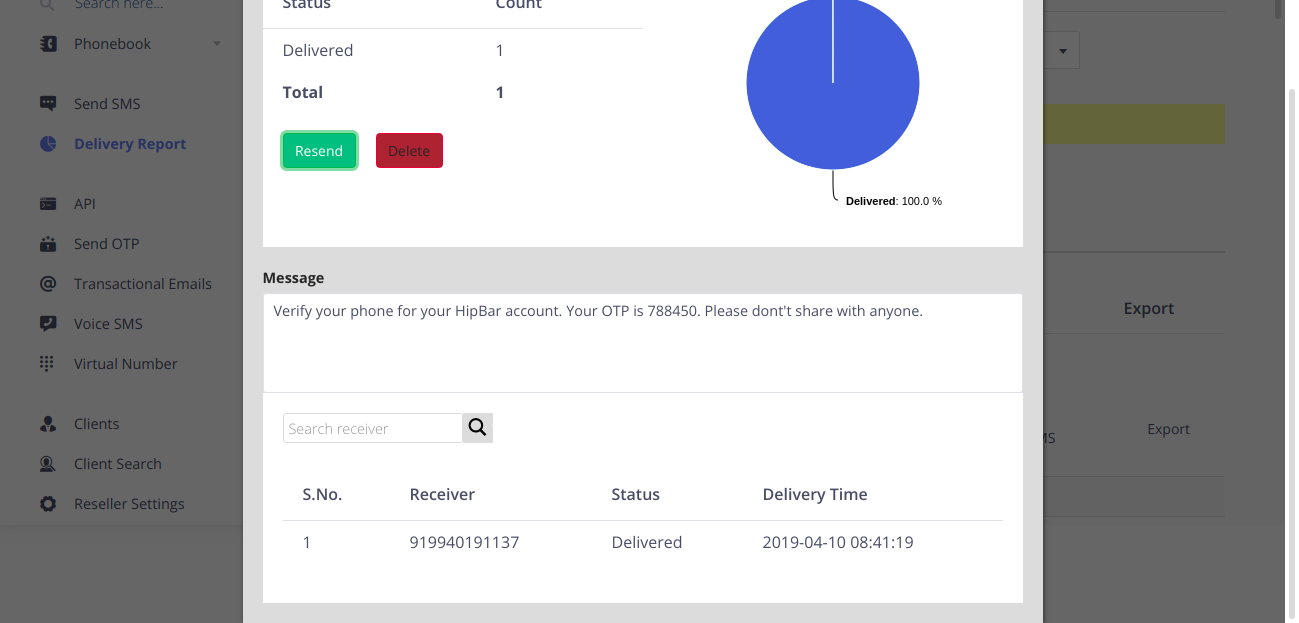 Search here...
Phonebook
Send SMS
Delivery Report
API
Send OTP
Transactional Emails
Voice SMS
Virtual Number
Clients
Client Search
Reseller Settings
Status Count
Delivered 1
Total 1
Resend Delete
Delivered: 100.0 %
Message
Verify your phone for your HipBar account. Your OTP is 788450. Please dont't share with anyone.
Search receiver
S.No. Receiver Status Delivery Time
1 919940191137 Delivered 2019-04-10 08:41:19
Export
Export